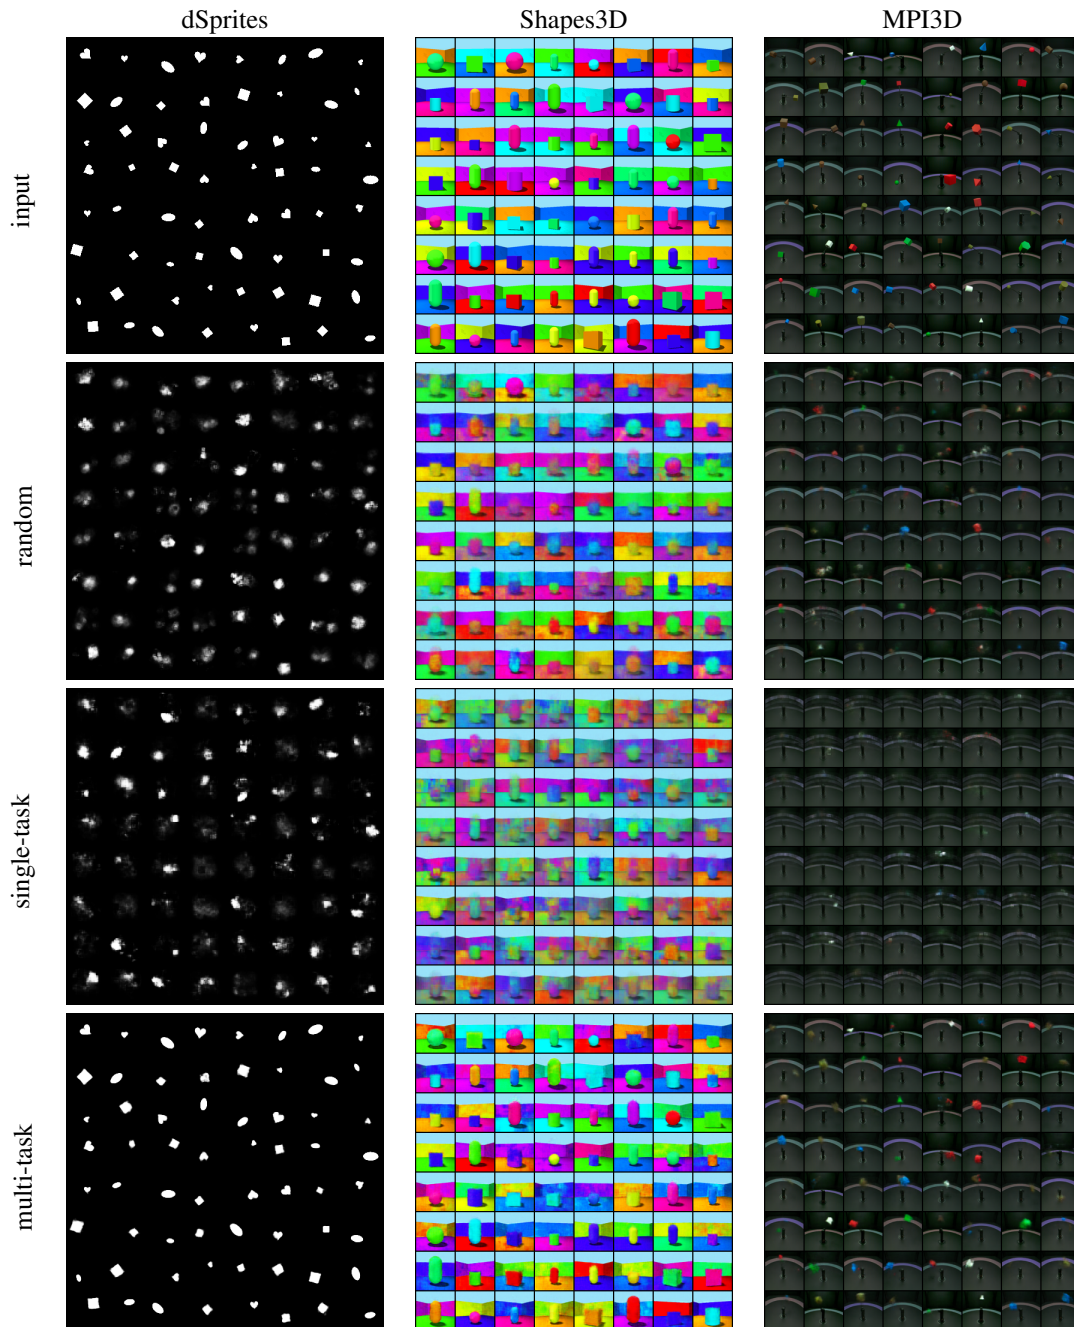 dSprites
Shapes3D
MPI3D
input
random
single-task
multi-task